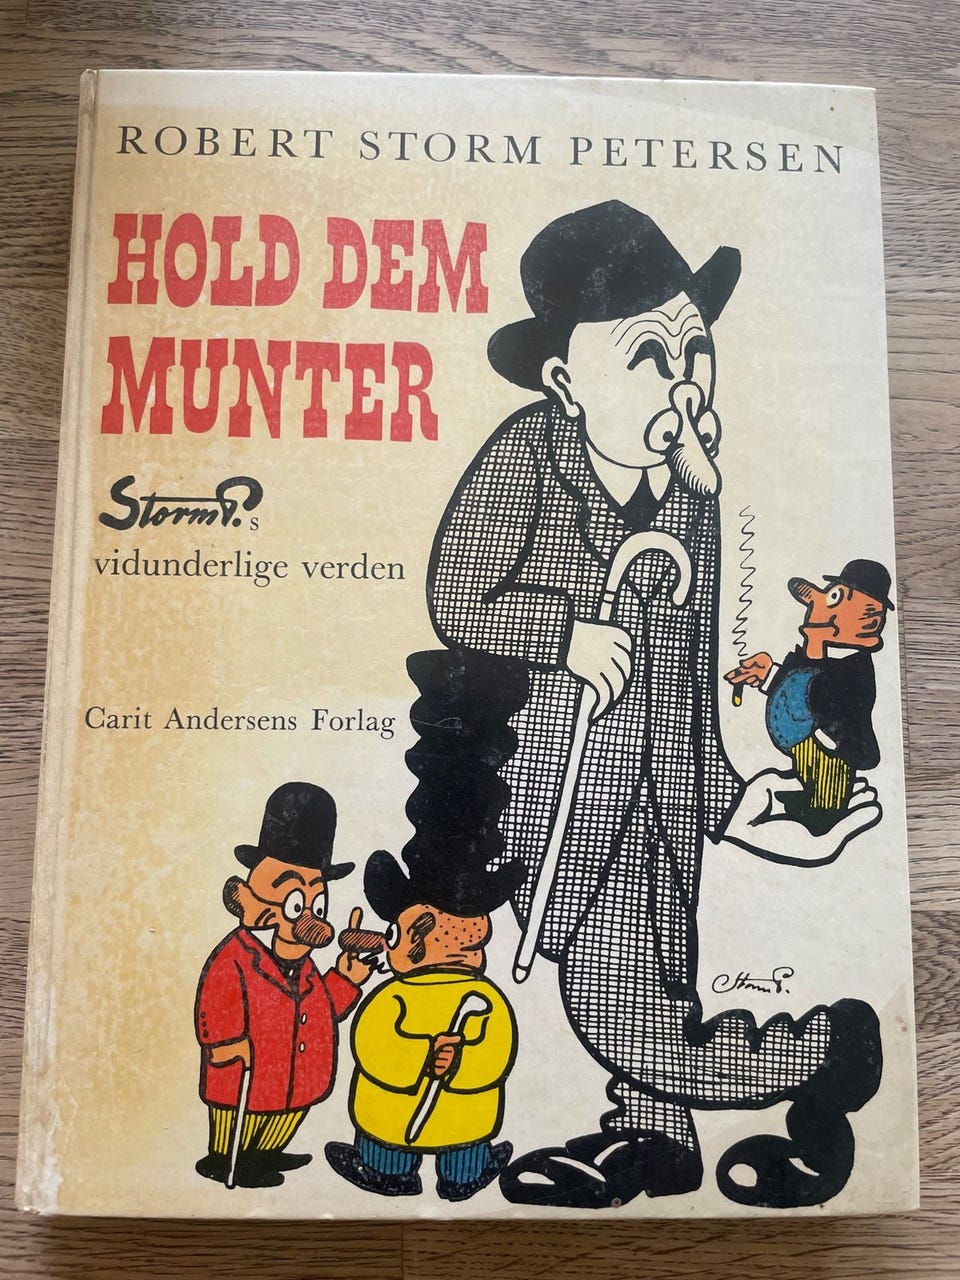 ROBERT STORM PETERSEN
HOLD DEM
MUNTER
Storm P.s
vidunderlige verden
Carit Andersens Forlag
Storm P.